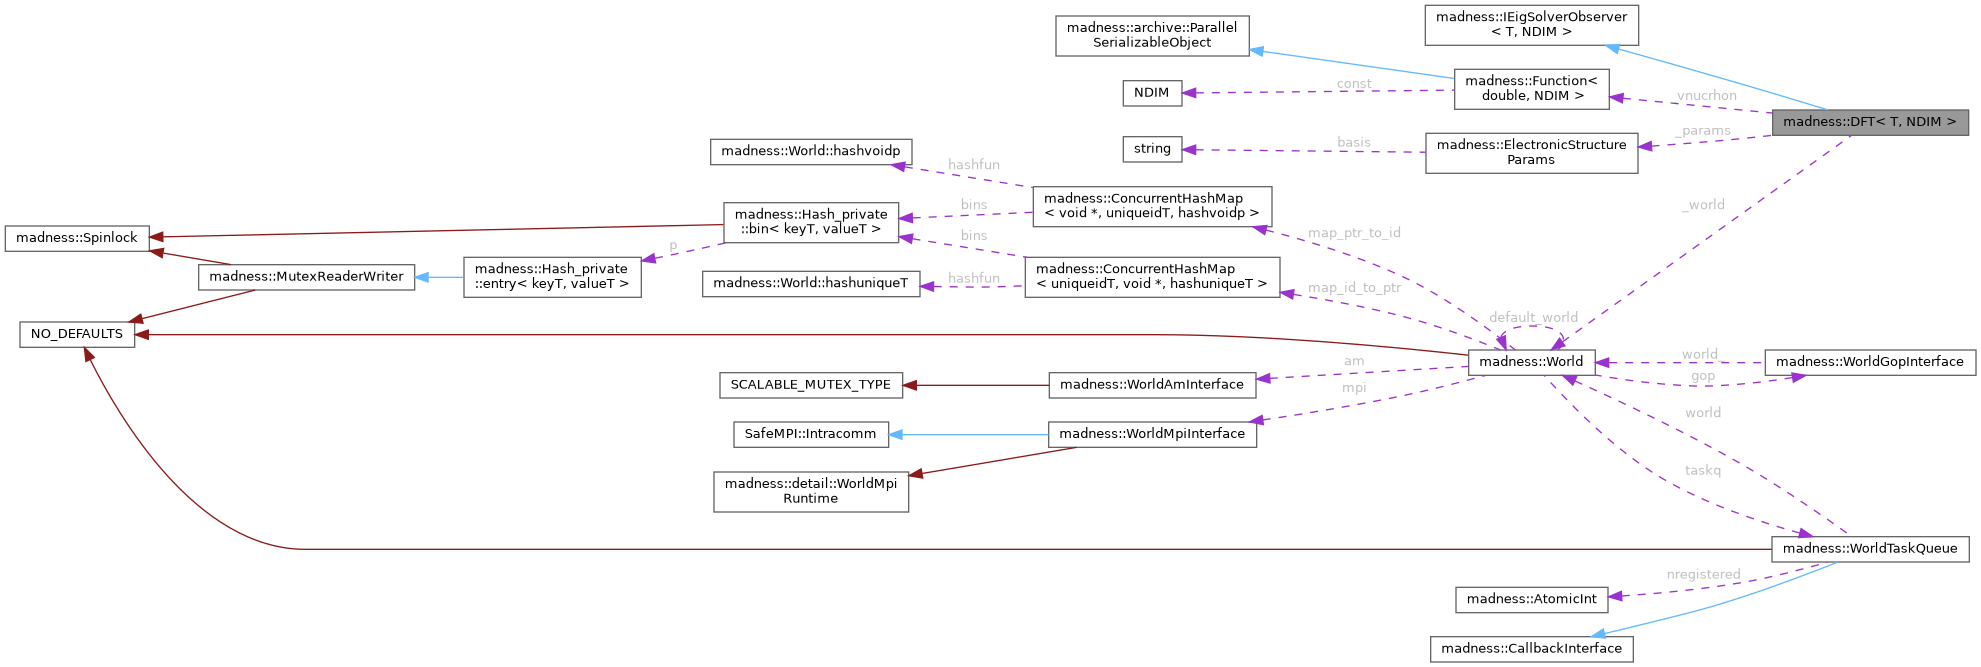 madness::IEigSolverObserver
< T, NDIM >
madness::archive::Parallel
SerializableObject
madness::Function<
double, NDIM >
const
NDIM
_vnucrhon
madness::DFT< T, NDIM >
_params
madness::ElectronicStructure
Params
basis
string
madness::World::hashvoidp
hashfun
madness::ConcurrentHashMap
< void *, uniqueidT, hashvoidp >
bins
madness::Hash_private
::bin< keyT, valueT >
_world
madness::Spinlock
map_ptr_to_id
bins
p
madness::MutexReaderWriter
madness::Hash_private
::entry< keyT, valueT >
madness::World::hashuniqueT
hashfun
madness::ConcurrentHashMap
< uniqueidT, void *, hashuniqueT >
map_id_to_ptr
default_world
NO_DEFAULTS
madness::World
world_
madness::WorldGopInterface
gop
am
SCALABLE_MUTEX_TYPE
madness::WorldAmInterface
mpi
world
SafeMPI::Intracomm
madness::WorldMpiInterface
taskq
madness::detail::WorldMpi
Runtime
madness::WorldTaskQueue
nregistered
madness::AtomicInt
madness::CallbackInterface